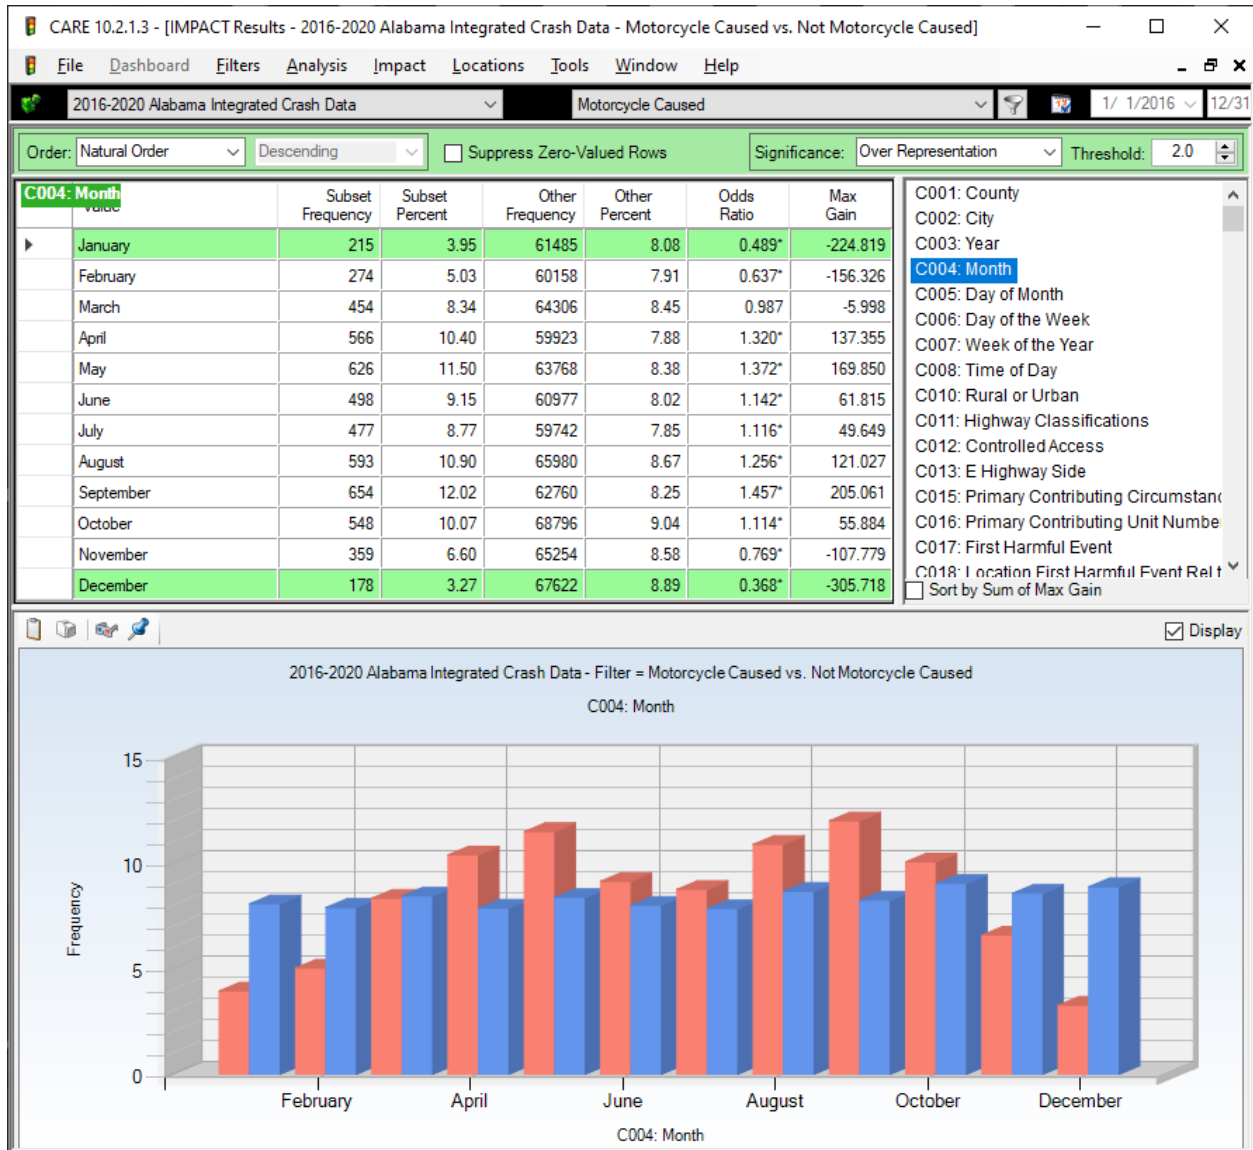 CARE 10.2.1.3 - [IMPACT Results - 2016-2020 Alabama Integrated Crash Data - Motorcycle Caused vs. Not Motorcycle Caused]
File Dashboard Filters Analysis Impact Locations Tools Window Help
2016-2020 Alabama Integrated Crash Data Motorcycle Caused 1/ 1/2016 12/31
Order: Natural Order Descending Suppress Zero-Valued Rows Significance: Over Representation Threshold: 2.0
C004: Month
Value Subset Frequency Subset Percent Other Frequency Other Percent Odds Ratio Max Gain
January 215 3.95 61485 8.08 0.489* -224.819
February 274 5.03 60158 7.91 0.637* -156.326
March 454 8.34 64306 8.45 0.987 -5.998
April 566 10.40 59923 7.88 1.320* 137.355
May 626 11.50 63768 8.38 1.372* 169.850
June 498 9.15 60977 8.02 1.142* 61.815
July 477 8.77 59742 7.85 1.116* 49.649
August 593 10.90 65980 8.67 1.256* 121.027
September 654 12.02 62760 8.25 1.457* 205.061
October 548 10.07 68796 9.04 1.114* 55.884
November 359 6.60 65254 8.58 0.769* -107.779
December 178 3.27 67622 8.89 0.368* -305.718
C001: County
C002: City
C003: Year
C004: Month
C005: Day of Month
C006: Day of the Week
C007: Week of the Year
C008: Time of Day
C010: Rural or Urban
C011: Highway Classifications
C012: Controlled Access
C013: E Highway Side
C015: Primary Contributing Circumstanc
C016: Primary Contributing Unit Number
C017: First Harmful Event
C018: Location First Harmful Event Rel t
Sort by Sum of Max Gain
Display
2016-2020 Alabama Integrated Crash Data - Filter = Motorcycle Caused vs. Not Motorcycle Caused
C004: Month
15
10
5
0
Frequency
February April June August October December
C004: Month